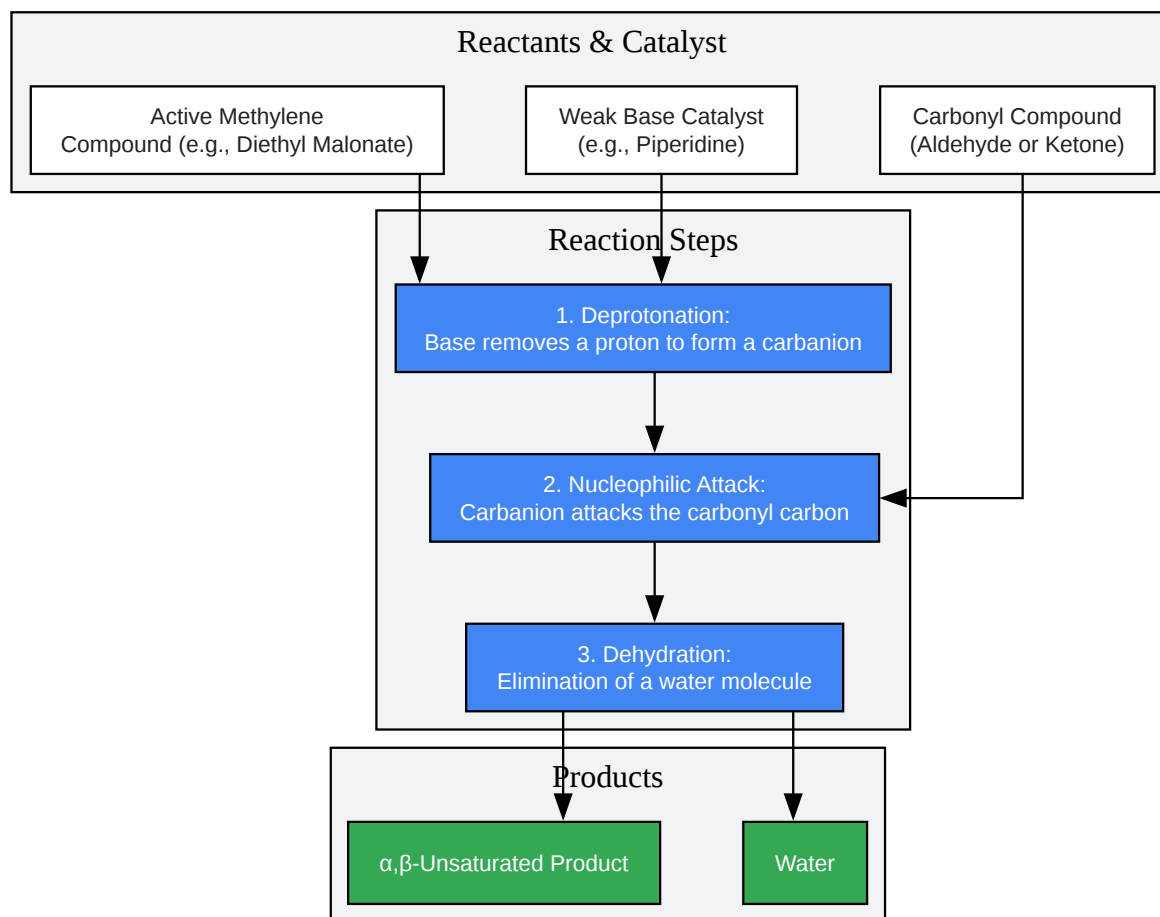 Reactants & Catalyst
Active Methylene
Compound (e.g., Diethyl Malonate)
Weak Base Catalyst
(e.g., Piperidine)
Carbonyl Compound
(Aldehyde or Ketone)
Reaction Steps
1. Deprotonation:
Base removes a proton to form a carbanion
2. Nucleophilic Attack:
Carbanion attacks the carbonyl carbon
3. Dehydration:
Elimination of a water molecule
Products
α,β-Unsaturated Product
Water